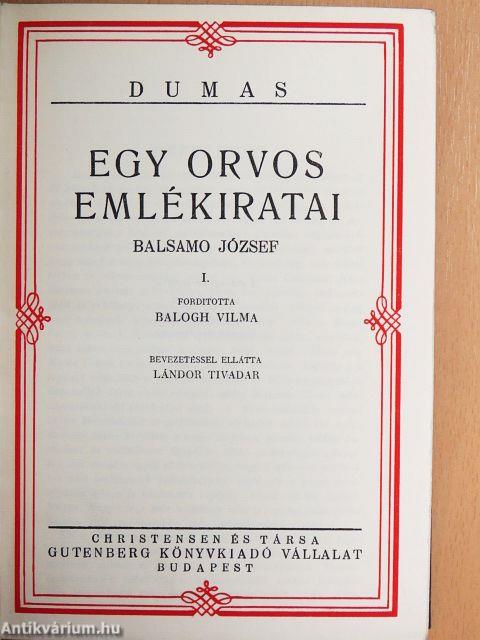 DUMAS
EGY ORVOS
EMLÉKIRATAI
BALSAMO JÓZSEF
I.
FORDITOTTA
BALOGH VILMA
BEVEZETÉSSEL ELLÁTTA
LÁNDOR TIVADAR
CHRISTENSEN ÉS TÁRSA
GUTENBERG KÖNYVKIADÓ VÁLLALAT
BUDAPEST
Antikvárium.hu